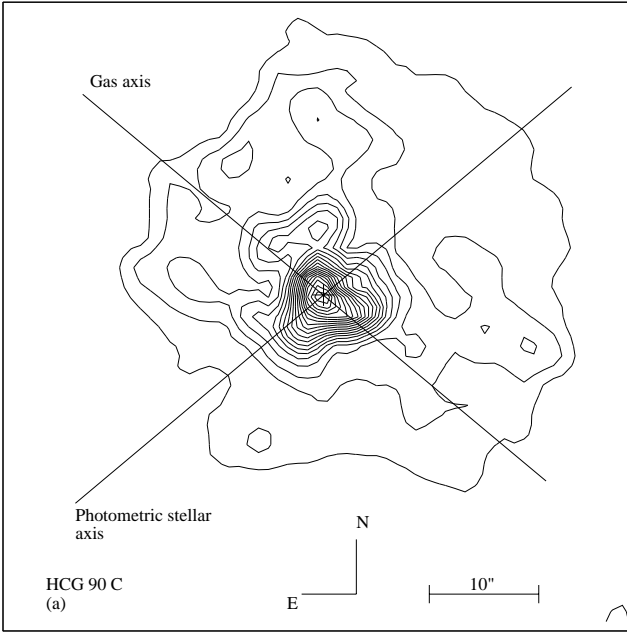 Gas axis
Photometric stellar
axis
N
E
HCG 90 C
(a)
10"